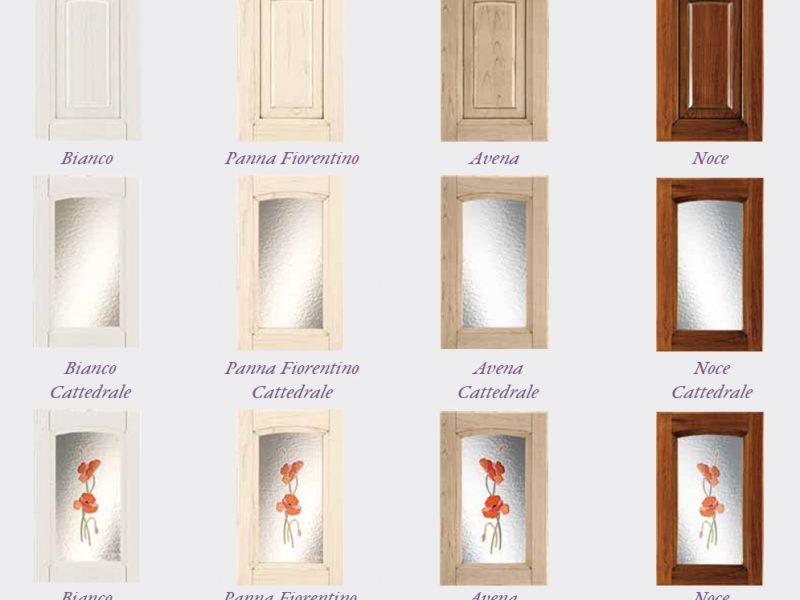 Bianco
Panna Fiorentino
Avena
Noce
Bianco
Cattedrale
Panna Fiorentino
Cattedrale
Avena
Cattedrale
Noce
Cattedrale
Bianco
Panna Fiorentino
Avena
Noce